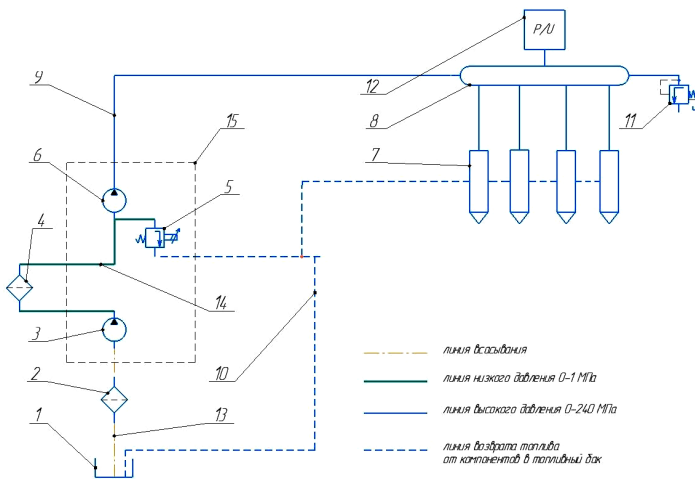 P/U
9
12
8
11
15
6
7
5
4
14
3
10
2
1
13
линия всасывания
линия низкого давления 0-1 МПа
линия высокого давления 0-240 МПа
линия возврата топлива
от компонентов в топливный бак